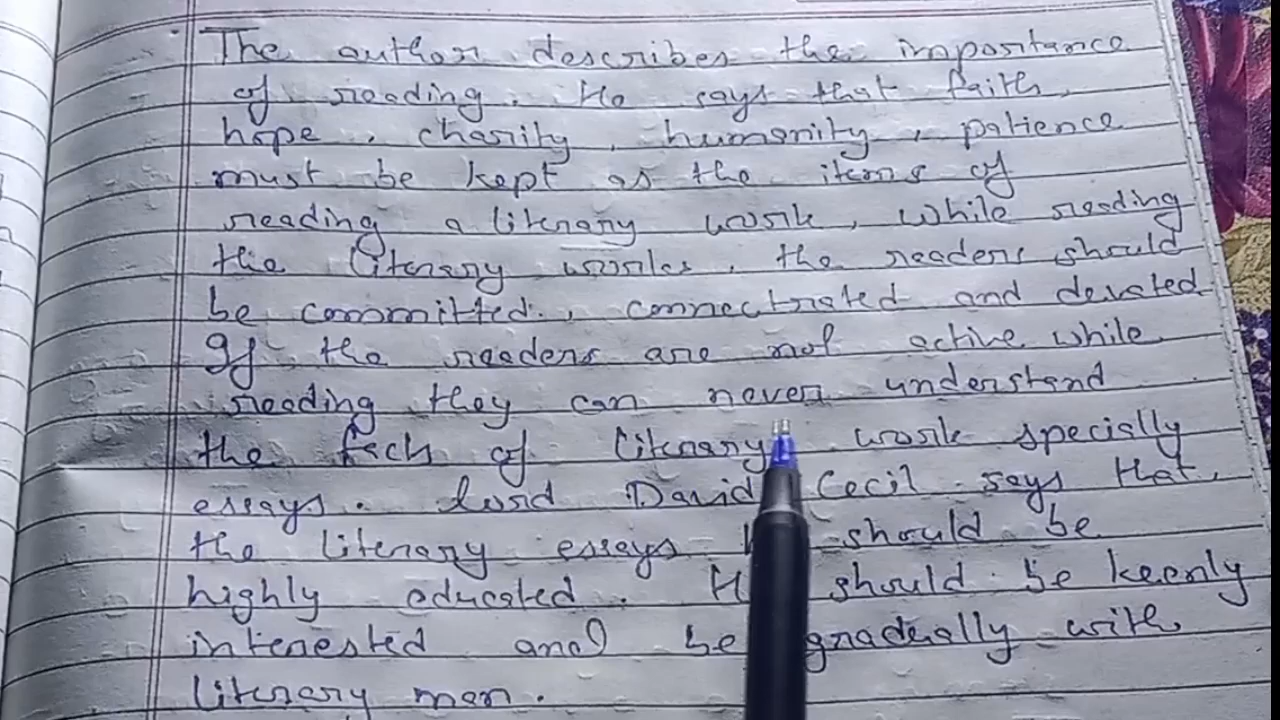 The author describes the importance
of reading. He says that faith,
hope, charity, humanity, patience
must be kept as the items of
reading a literary work, while reading
the literary works, the readers should
be committed, connectrated and devated
If the readers are not active while
reading they can never understand
the of literary work specially
essays. Lord David Cecil says that,
the literary essays should be
highly educated. should be keenly
interested and be gradually with
literary men.